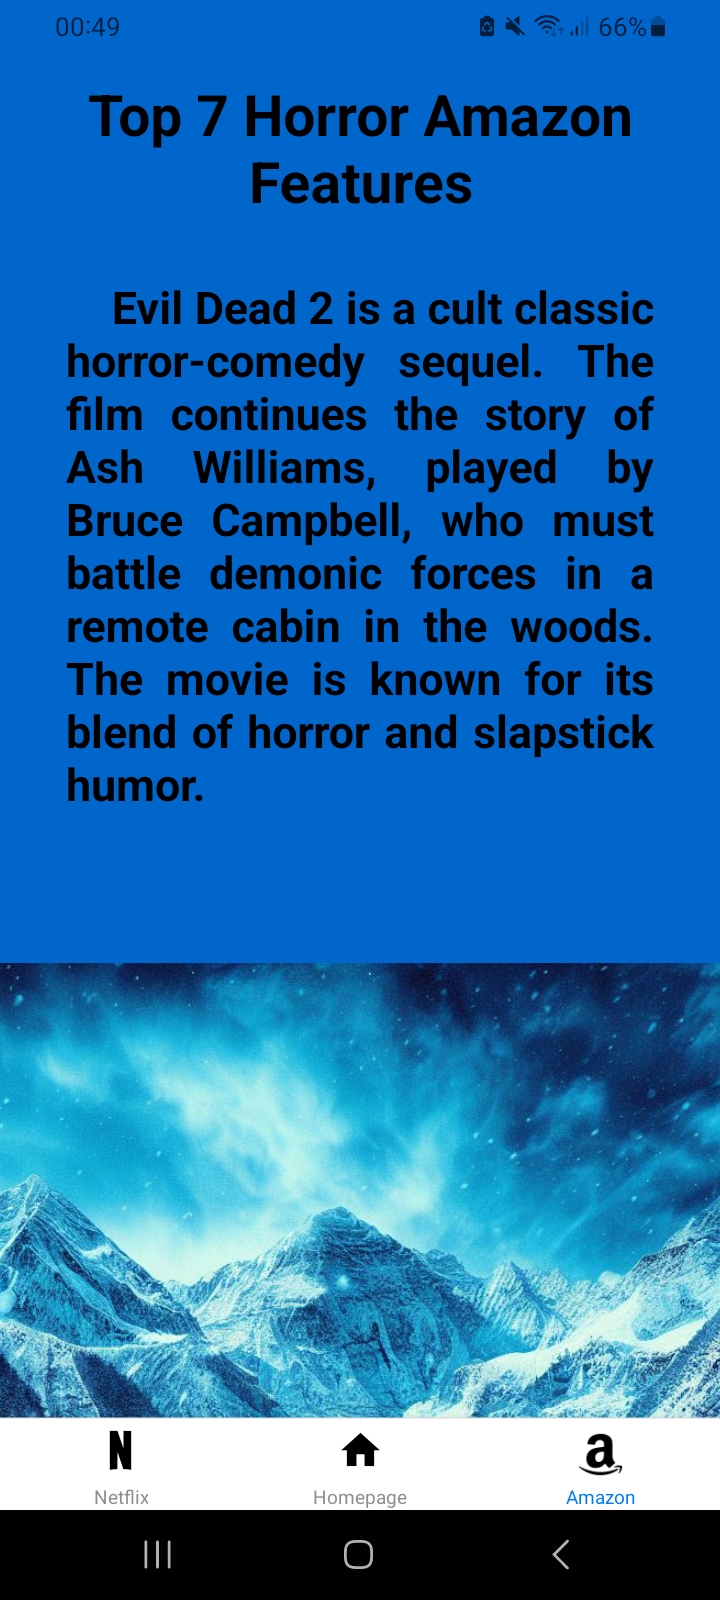 00:49
66%
Top 7 Horror Amazon
Features
Evil Dead 2 is a cult classic
horror-comedy sequel. The
film continues the story of
Ash Williams, played by
Bruce Campbell, who must
battle demonic forces in a
remote cabin in the woods.
The movie is known for its
blend of horror and slapstick
humor.
N
a
Netflix
Homepage
Amazon